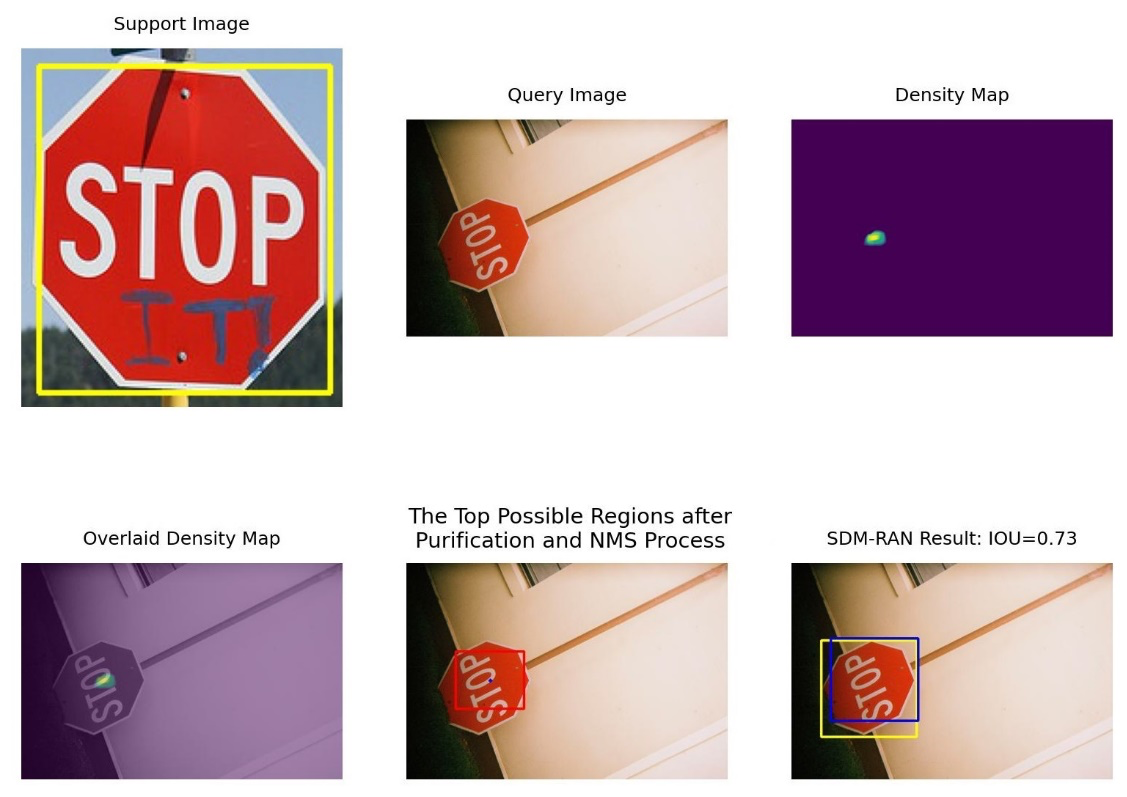 Support Image
STOP
IT!
Query Image
STOP
Density Map
Overlaid Density Map
STOP
The Top Possible Regions after
Purification and NMS Process
STOP
SDM-RAN Result: IOU=0.73
STOP